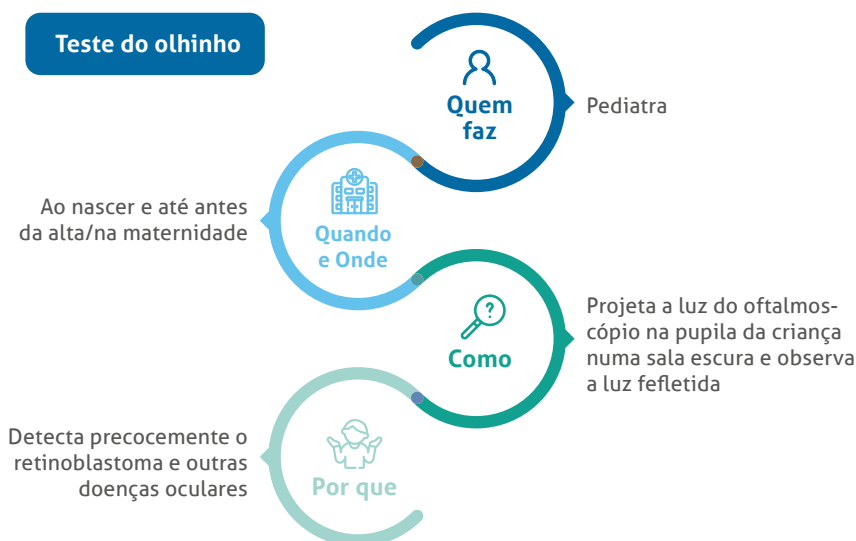 Teste do olhinho
Quem
faz
Pediatra
Quando
e Onde
Ao nascer e até antes
da alta/na maternidade
?
Como
Projeta a luz do oftalmos-
cópio na pupila da criança
numa sala escura e observa
a luz fefletida
Por que
Detecta precocemente o
retinoblastoma e outras
doenças oculares